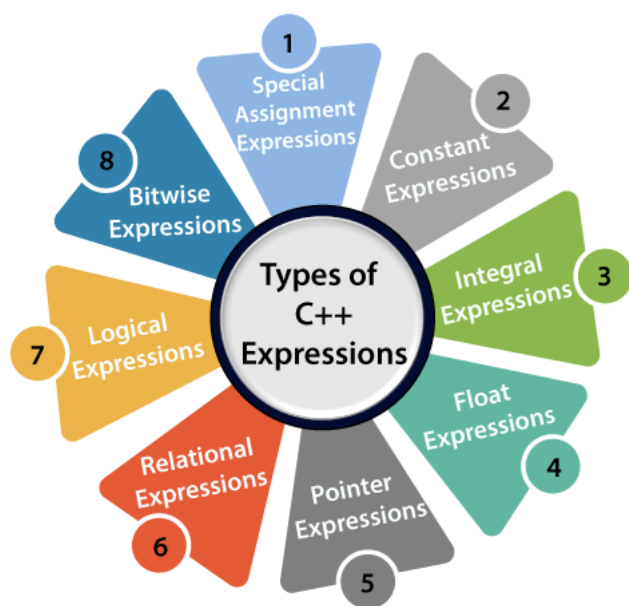 Types of
C++
Expressions
1
Special
Assignment
Expressions
2
Constant
Expressions
3
Integral
Expressions
4
Float
Expressions
5
Pointer
Expressions
6
Relational
Expressions
7
Logical
Expressions
8
Bitwise
Expressions